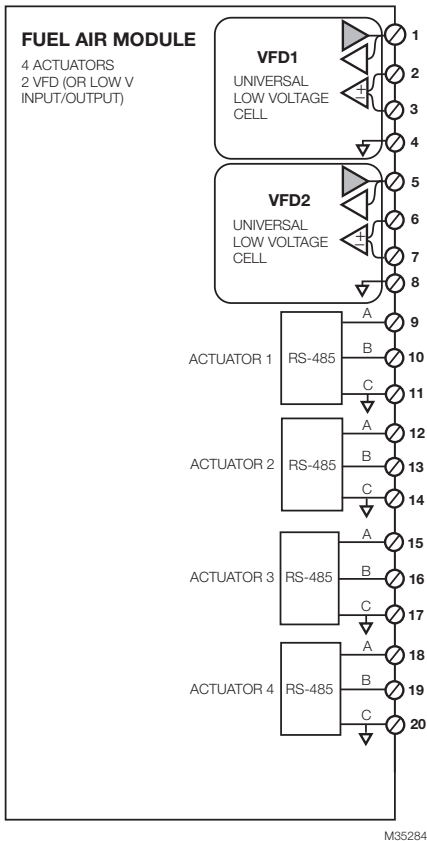 FUEL AIR MODULE
4 ACTUATORS
2 VFD (OR LOW V
INPUT/OUTPUT)
VFD1
UNIVERSAL
LOW VOLTAGE
CELL
+
−
1
2
3
4
VFD2
UNIVERSAL
LOW VOLTAGE
CELL
+
−
5
6
7
8
ACTUATOR 1
RS-485
A
9
B
10
C
11
ACTUATOR 2
RS-485
A
12
B
13
C
14
ACTUATOR 3
RS-485
A
15
B
16
C
17
ACTUATOR 4
RS-485
A
18
B
19
C
20
M35284